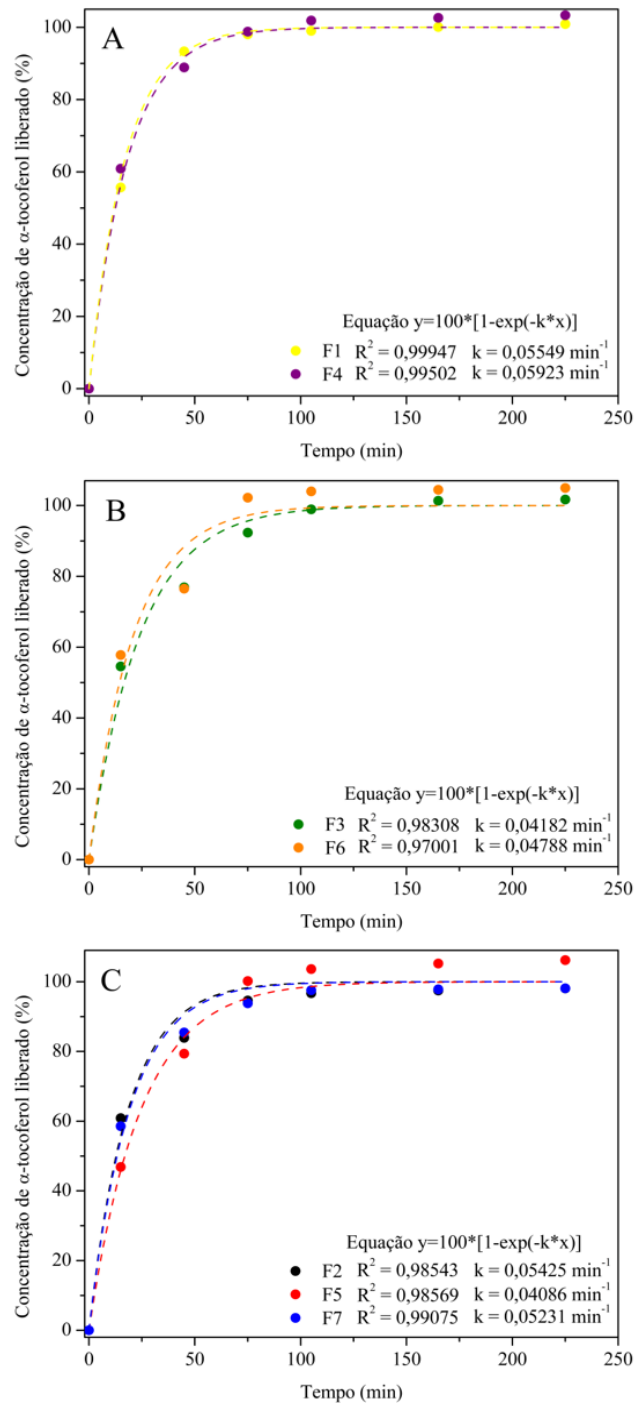 A
Concentração de α-tocoferol liberado (%)
100
80
60
40
20
0
Equação y=100*[1-exp(-k*x)]
F1 R² = 0,99947 k = 0,05549 min⁻¹
F4 R² = 0,99502 k = 0,05923 min⁻¹
0 50 100 150 200 250
Tempo (min)
B
Concentração de α-tocoferol liberado (%)
100
80
60
40
20
0
Equação y=100*[1-exp(-k*x)]
F3 R² = 0,98308 k = 0,04182 min⁻¹
F6 R² = 0,97001 k = 0,04788 min⁻¹
0 50 100 150 200 250
Tempo (min)
C
Concentração de α-tocoferol liberado (%)
100
80
60
40
20
0
Equação y=100*[1-exp(-k*x)]
F2 R² = 0,98543 k = 0,05425 min⁻¹
F5 R² = 0,98569 k = 0,04086 min⁻¹
F7 R² = 0,99075 k = 0,05231 min⁻¹
0 50 100 150 200 250
Tempo (min)